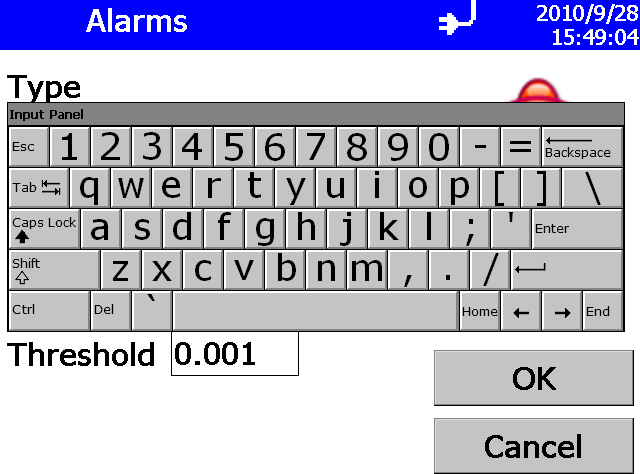 Alarms
2010/9/28
15:49:04
Type
Input Panel
Esc 1 2 3 4 5 6 7 8 9 0 - = Backspace
Tab q w e r t y u i o p [ ] \
Caps Lock a s d f g h j k l ; ' Enter
Shift z x c v b n m , . /
Ctrl Del ` Home ← → End
Threshold 0.001
OK
Cancel